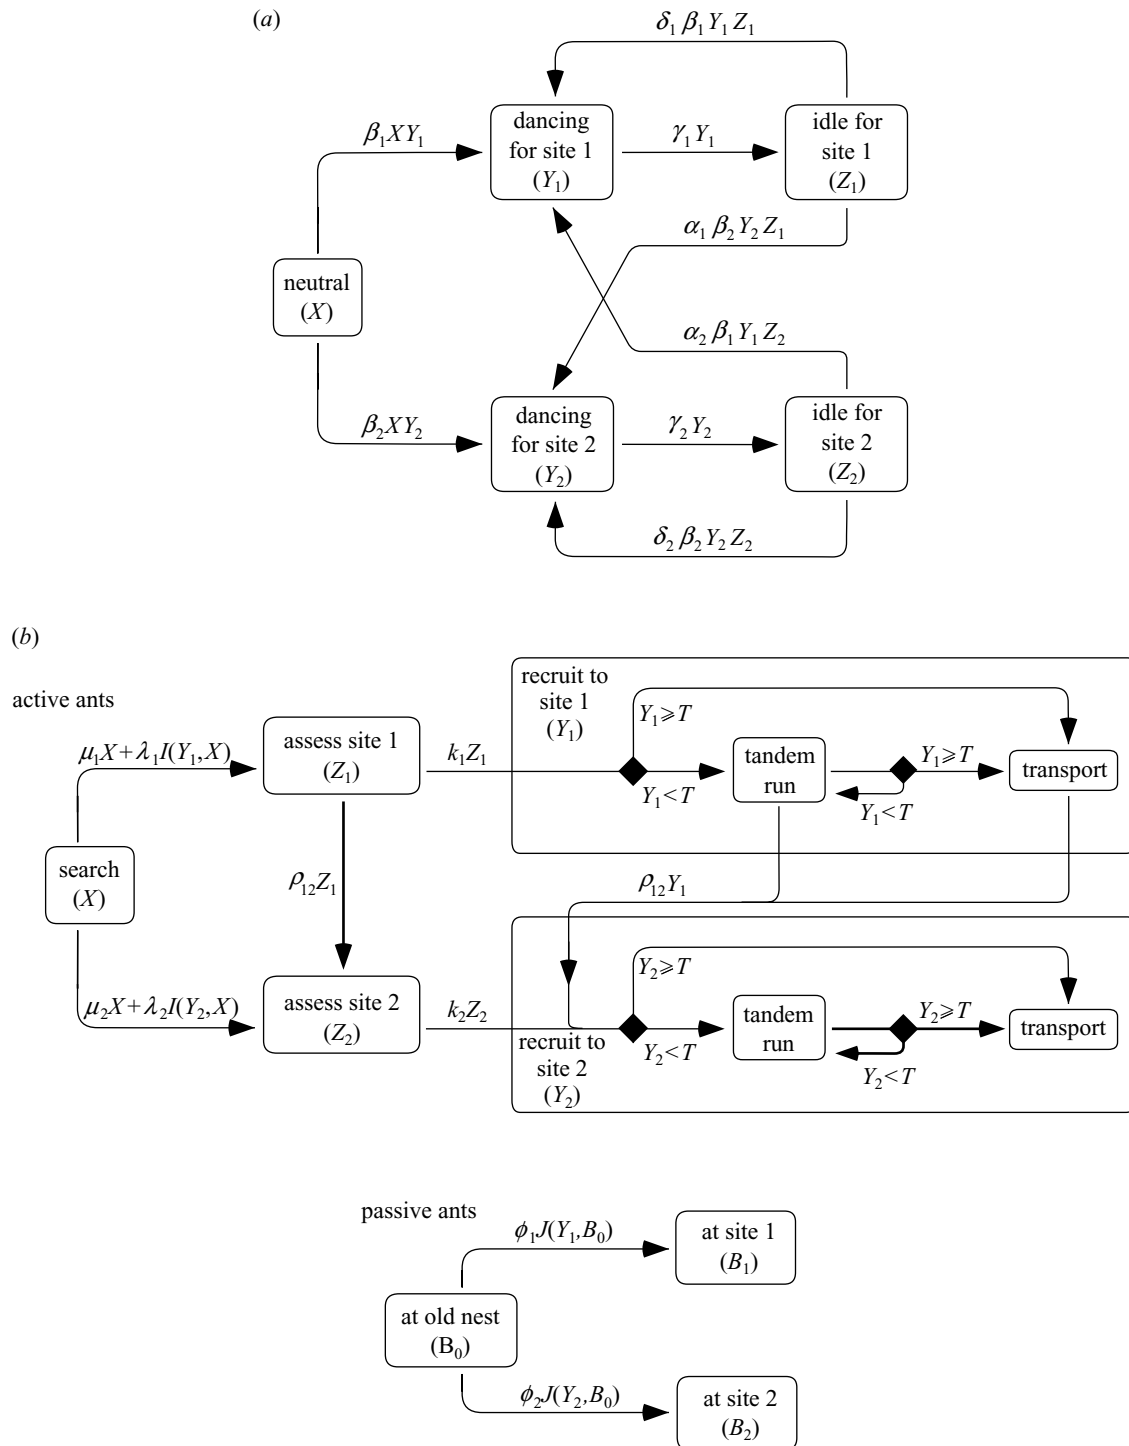 (a)
δ₁ β₁ Y₁ Z₁
dancing
for site 1
(Y₁)
idle for
site 1
(Z₁)
β₁XY₁
γ₁Y₁
α₁ β₂ Y₂ Z₁
neutral
(X)
α₂ β₁ Y₁ Z₂
dancing
for site 2
(Y₂)
idle for
site 2
(Z₂)
β₂XY₂
γ₂Y₂
δ₂ β₂ Y₂ Z₂
(b)
active ants
recruit to
site 1
(Y₁)
Y₁⩾T
μ₁X+λ₁I(Y₁,X)
assess site 1
(Z₁)
k₁Z₁
Y₁<T
tandem
run
Y₁⩾T
Y₁<T
transport
search
(X)
ρ₁₂Z₁
ρ₁₂Y₁
Y₂⩾T
μ₂X+λ₂I(Y₂,X)
assess site 2
(Z₂)
k₂Z₂
recruit to
site 2
(Y₂)
Y₂<T
tandem
run
Y₂⩾T
Y₂<T
transport
passive ants
ϕ₁J(Y₁,B₀)
at site 1
(B₁)
at old nest
(B₀)
ϕ₂J(Y₂,B₀)
at site 2
(B₂)